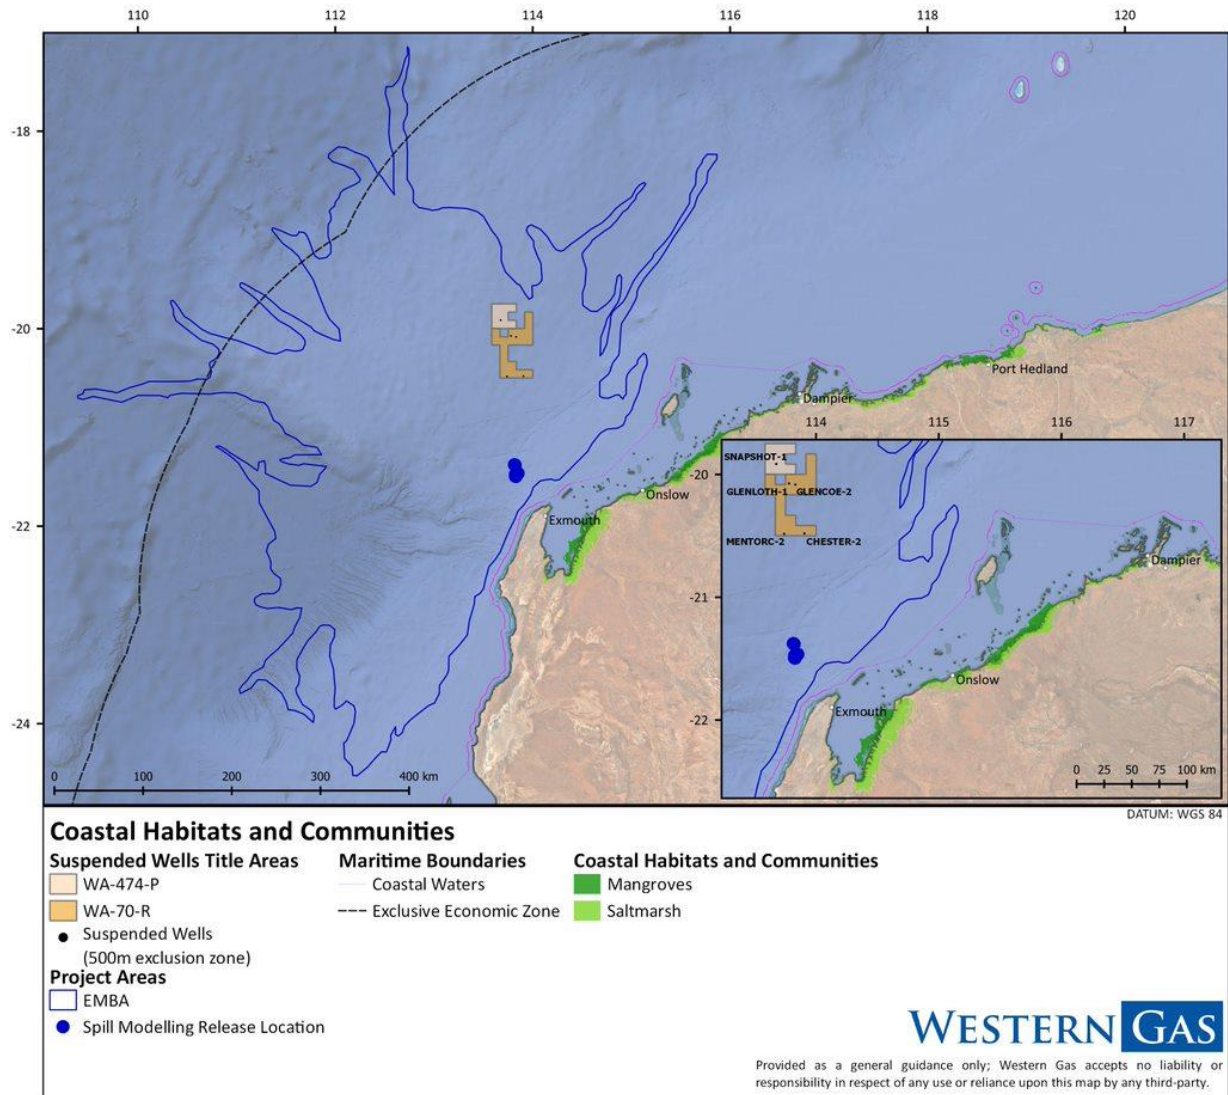 110 112 114 116 118 120
-18
-20
-22
-24
Port Hedland
Dampier
Onslow
Exmouth
0 100 200 300 400 km
114 115 116 117
-20
-21
-22
SNAPSHOT-1
GLENLOTH-1 GLENCOE-2
MENTORC-2 CHESTER-2
Dampier
Onslow
Exmouth
0 25 50 75 100 km
DATUM: WGS 84
Coastal Habitats and Communities
Suspended Wells Title Areas
WA-474-P
WA-70-R
Suspended Wells
(500m exclusion zone)
Project Areas
EMBA
Spill Modelling Release Location
Maritime Boundaries
Coastal Waters
Exclusive Economic Zone
Coastal Habitats and Communities
Mangroves
Saltmarsh
WESTERN GAS
Provided as a general guidance only; Western Gas accepts no liability or
responsibility in respect of any use or reliance upon this map by any third-party.